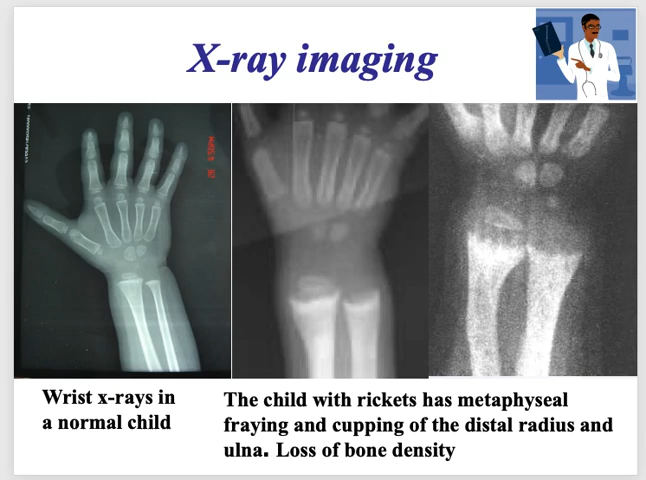 X-ray imaging
Wrist x-rays in
a normal child
The child with rickets has metaphyseal
fraying and cupping of the distal radius and
ulna. Loss of bone density